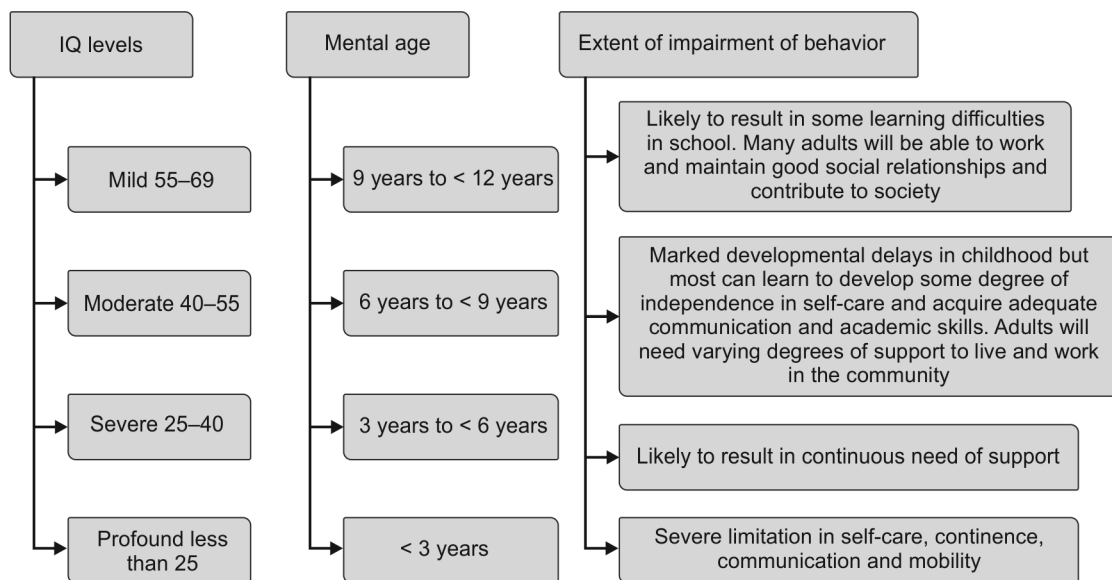 IQ levels
Mild 55–69
Moderate 40–55
Severe 25–40
Profound less
than 25
Mental age
9 years to < 12 years
6 years to < 9 years
3 years to < 6 years
< 3 years
Extent of impairment of behavior
Likely to result in some learning difficulties
in school. Many adults will be able to work
and maintain good social relationships and
contribute to society
Marked developmental delays in childhood but
most can learn to develop some degree of
independence in self-care and acquire adequate
communication and academic skills. Adults will
need varying degrees of support to live and work
in the community
Likely to result in continuous need of support
Severe limitation in self-care, continence,
communication and mobility